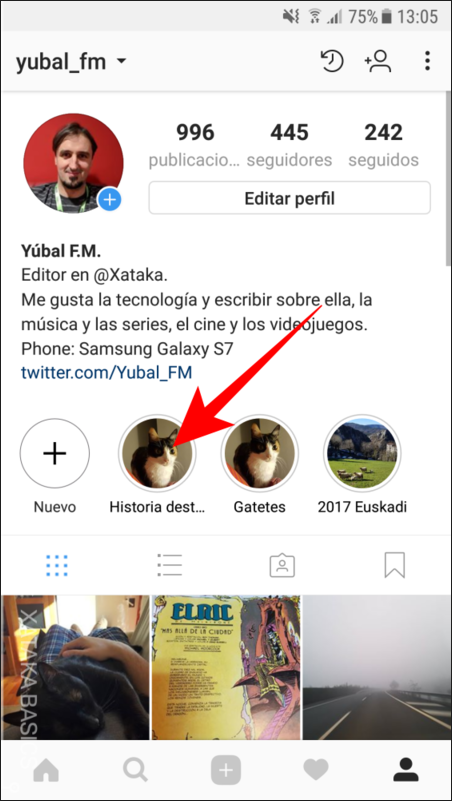 75% 13:05
yubal_fm
996 445 242
publicacio... seguidores seguidos
Editar perfil
Yúbal F.M.
Editor en @Xataka.
Me gusta la tecnología y escribir sobre ella, la
música y las series, el cine y los videojuegos.
Phone: Samsung Galaxy S7
twitter.com/Yubal_FM
Nuevo Historia dest... Gatetes 2017 Euskadi
ELRIC
MÁS ALLÁ DE LA CIUDAD
XATAKA BASICS